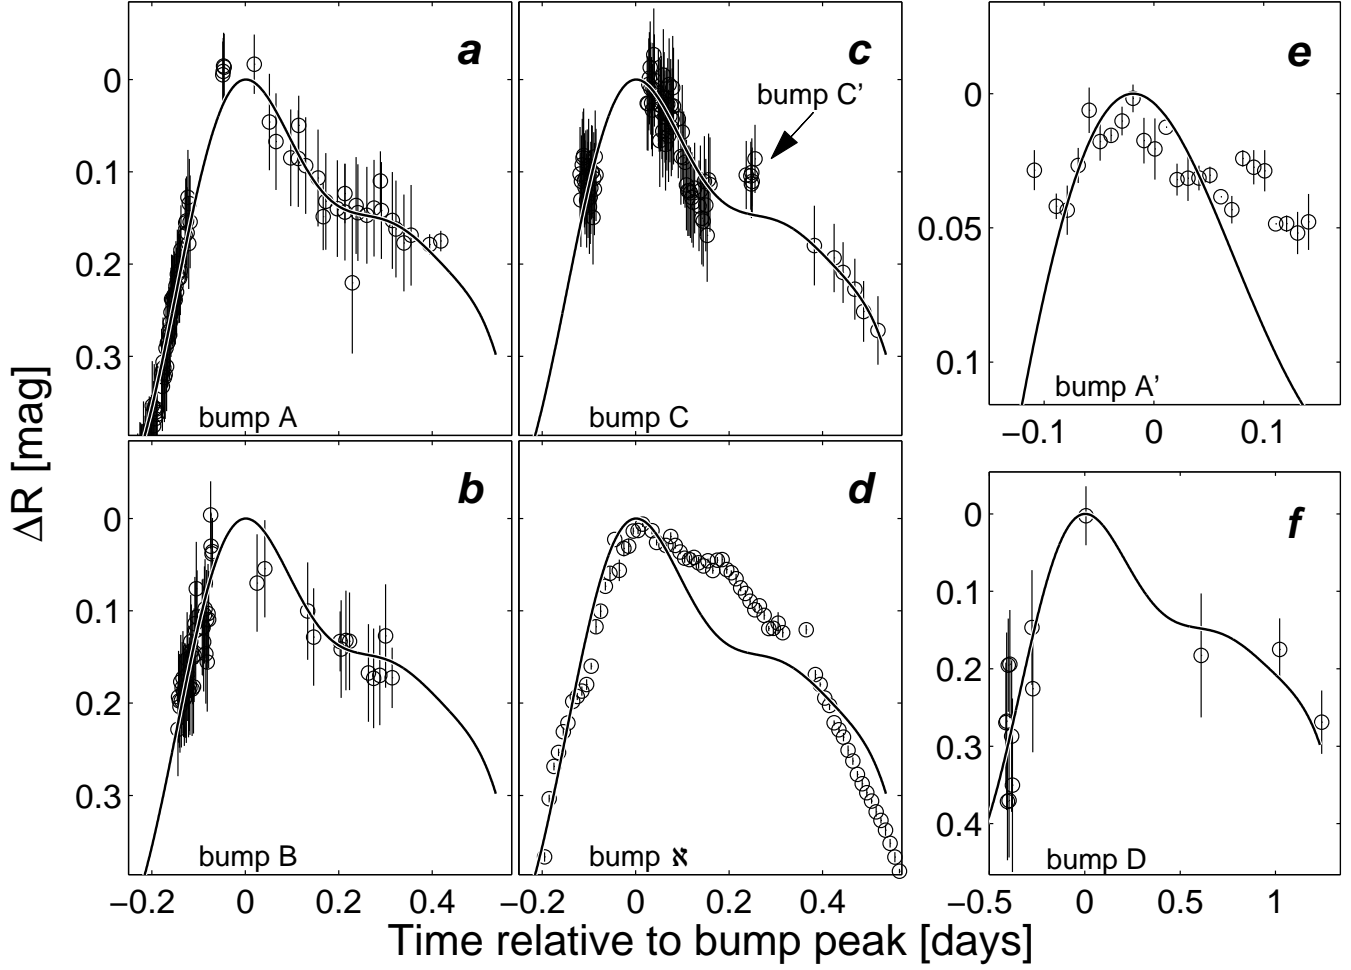 a
0
0.1
0.2
0.3
bump A
c
bump C’
bump C
e
0
0.05
0.1
bump A’
−0.1 0 0.1
ΔR [mag]
b
0
0.1
0.2
0.3
bump B
−0.2 0 0.2 0.4
d
bump ℵ
−0.2 0 0.2 0.4
f
0
0.1
0.2
0.3
0.4
bump D
−0.5 0 0.5 1
Time relative to bump peak [days]